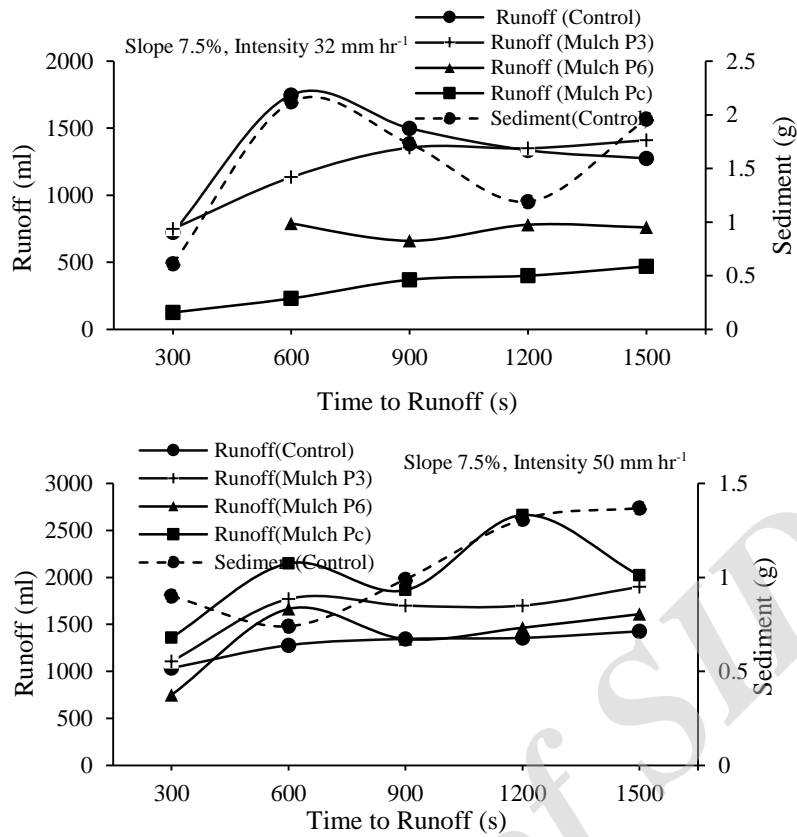 Runoff (Control)
Slope 7.5%, Intensity 32 mm hr-1
Runoff (Mulch P3)
Runoff (Mulch P6)
Runoff (Mulch Pc)
Sediment(Control)
2000
1500
1000
500
0
Runoff (ml)
2.5
2
1.5
1
0.5
0
Sediment (g)
300 600 900 1200 1500
Time to Runoff (s)
Runoff(Control)
Slope 7.5%, Intensity 50 mm hr-1
Runoff(Mulch P3)
Runoff(Mulch P6)
Runoff(Mulch Pc)
Sediment(Control)
3000
2500
2000
1500
1000
500
0
Runoff (ml)
1.5
1
0.5
0
Sediment (g)
300 600 900 1200 1500
Time to Runoff (s)
of SID